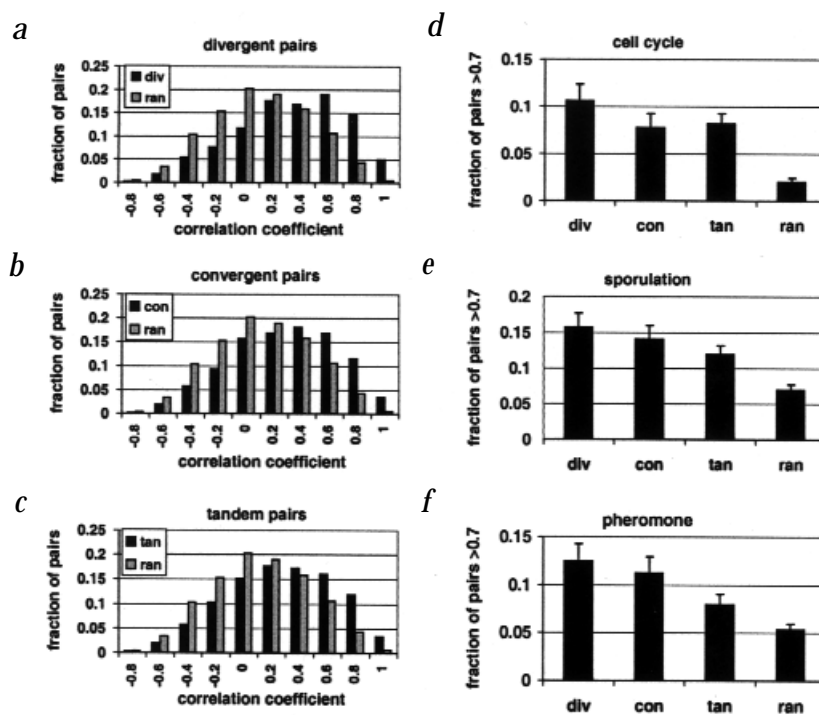 a
divergent pairs
fraction of pairs
0.25
0.2
0.15
0.1
0.05
0
div
ran
-0.8 -0.6 -0.4 -0.2 0 0.2 0.4 0.6 0.8 1
correlation coefficient
b
convergent pairs
fraction of pairs
0.25
0.2
0.15
0.1
0.05
0
con
ran
-0.8 -0.6 -0.4 -0.2 0 0.2 0.4 0.6 0.8 1
correlation coefficient
c
tandem pairs
fraction of pairs
0.25
0.2
0.15
0.1
0.05
0
tan
ran
-0.8 -0.6 -0.4 -0.2 0 0.2 0.4 0.6 0.8 1
correlation coefficient
d
cell cycle
fraction of pairs >0.7
0.15
0.1
0.05
0
div con tan ran
e
sporulation
fraction of pairs >0.7
0.2
0.15
0.1
0.05
0
div con tan ran
f
pheromone
fraction of pairs >0.7
0.15
0.1
0.05
0
div con tan ran